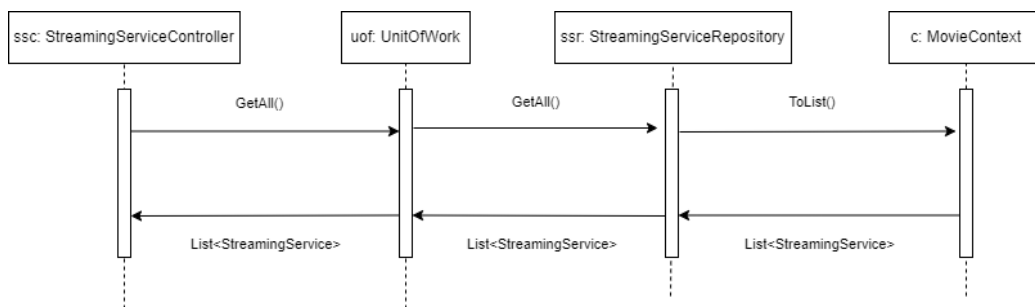 ssc: StreamingServiceController
uof: UnitOfWork
ssr: StreamingServiceRepository
c: MovieContext
GetAll()
GetAll()
ToList()
List<StreamingService>
List<StreamingService>
List<StreamingService>